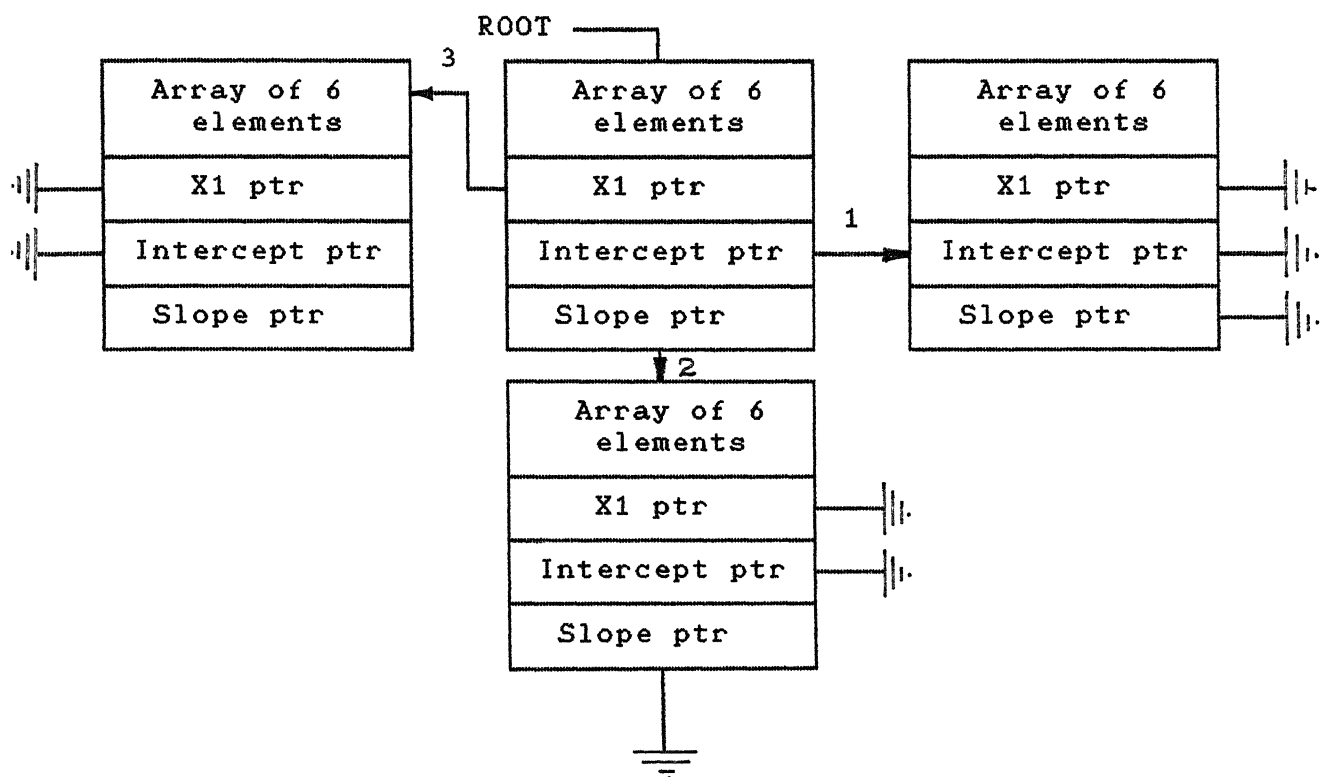 ROOT
3
Array of 6
elements
X1 ptr
Intercept ptr
Slope ptr
Array of 6
elements
X1 ptr
Intercept ptr
Slope ptr
1
Array of 6
elements
X1 ptr
Intercept ptr
Slope ptr
2
Array of 6
elements
X1 ptr
Intercept ptr
Slope ptr